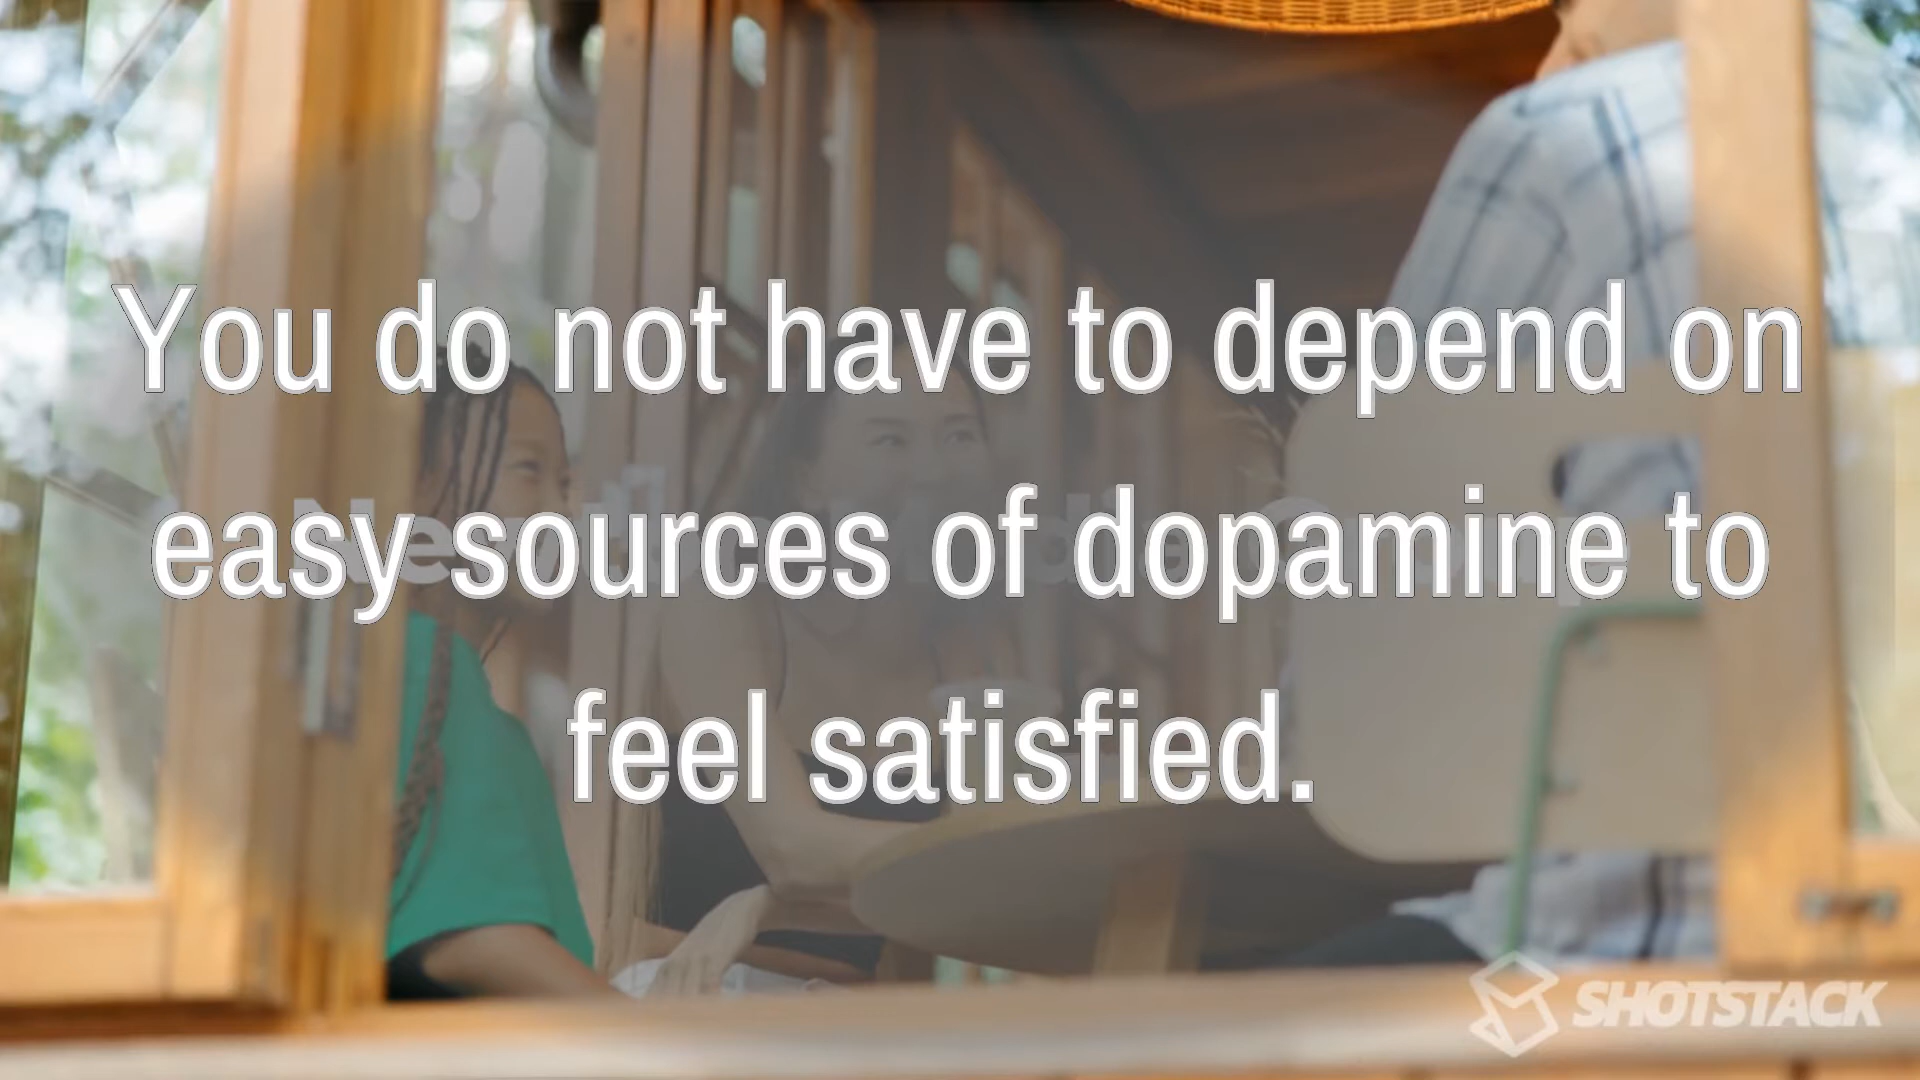 You do not have to depend on
easy sources of dopamine to
feel satisfied.
SHOTSTACK